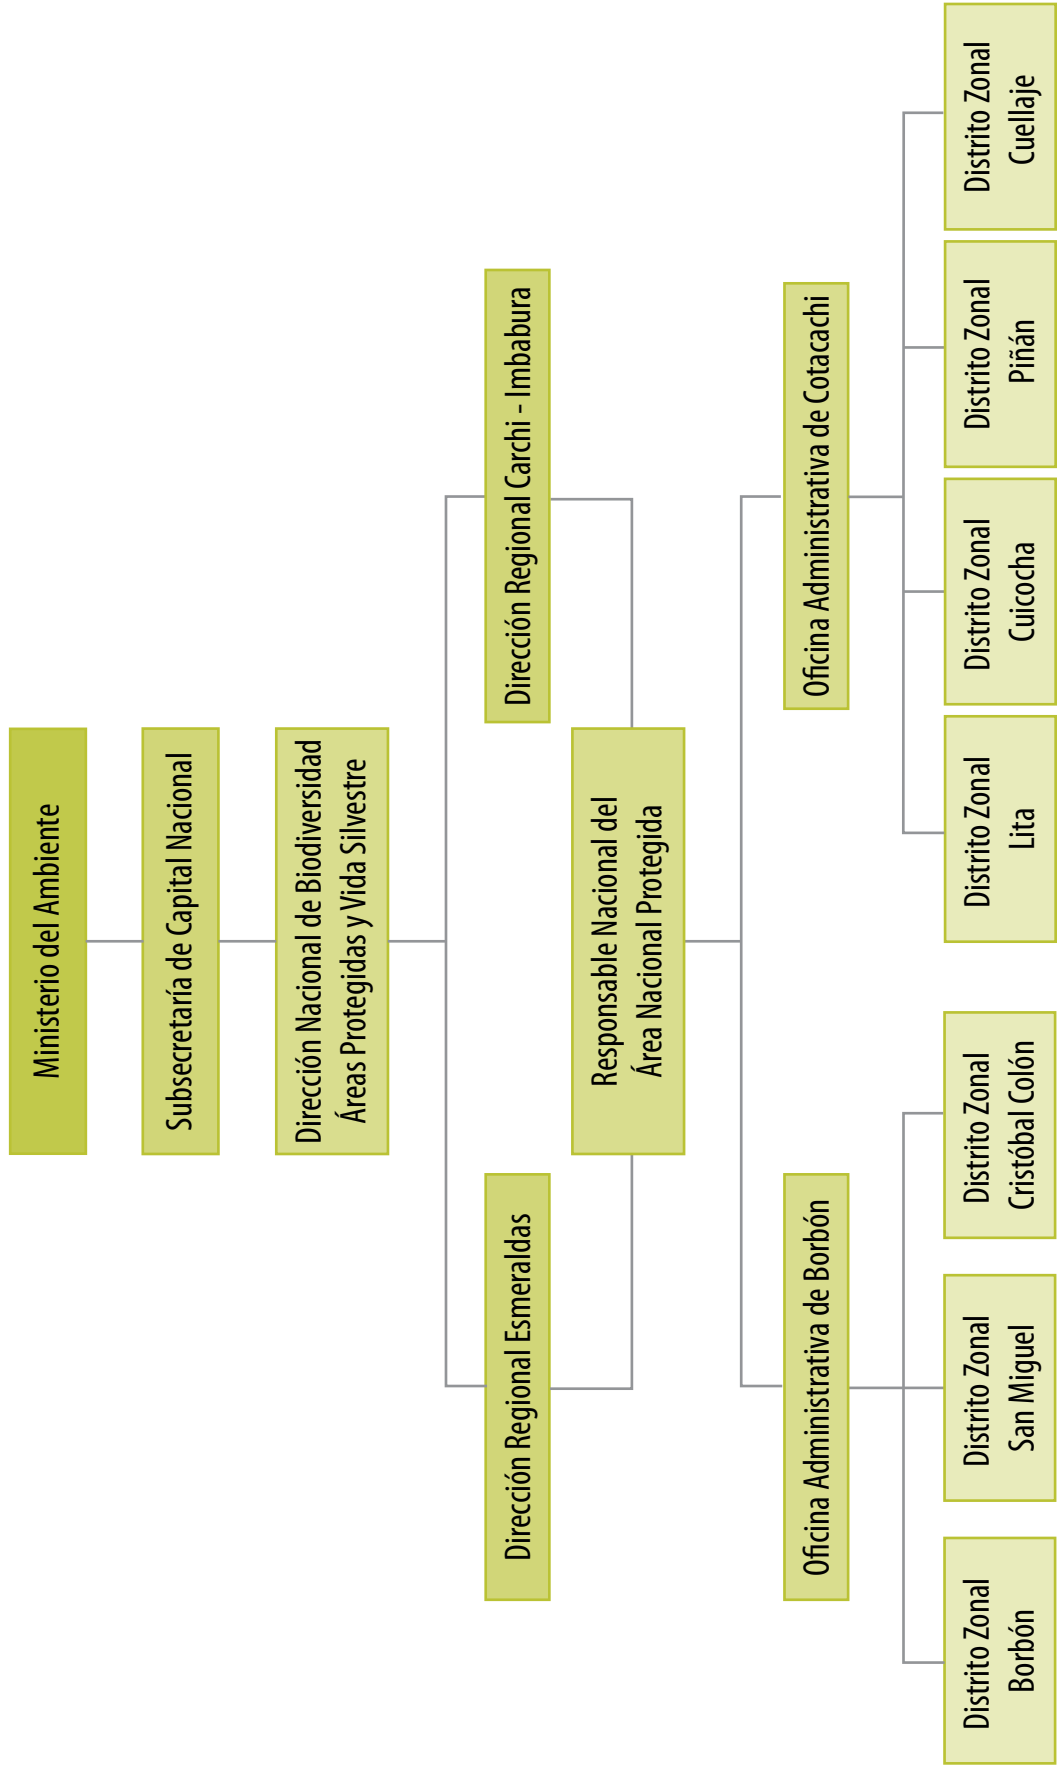 Ministerio del Ambiente
Subsecretaría de Capital Nacional
Dirección Nacional de Biodiversidad
Áreas Protegidas y Vida Silvestre
Dirección Regional Esmeraldas
Dirección Regional Carchi - Imbabura
Responsable Nacional del
Área Nacional Protegida
Oficina Administrativa de Borbón
Oficina Administrativa de Cotacachi
Distrito Zonal
Borbón
Distrito Zonal
San Miguel
Distrito Zonal
Cristóbal Colón
Distrito Zonal
Lita
Distrito Zonal
Cuicocha
Distrito Zonal
Piñán
Distrito Zonal
Cuellaje